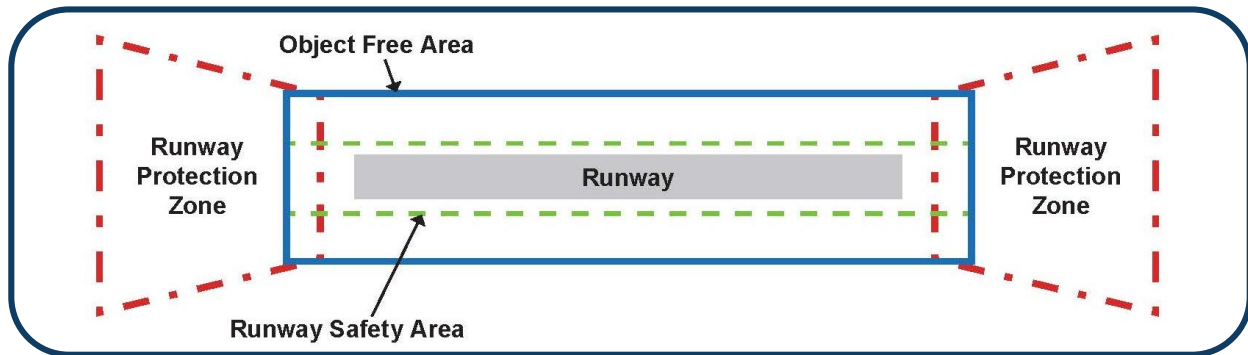 Object Free Area
Runway
Protection
Zone
Runway
Runway
Protection
Zone
Runway Safety Area